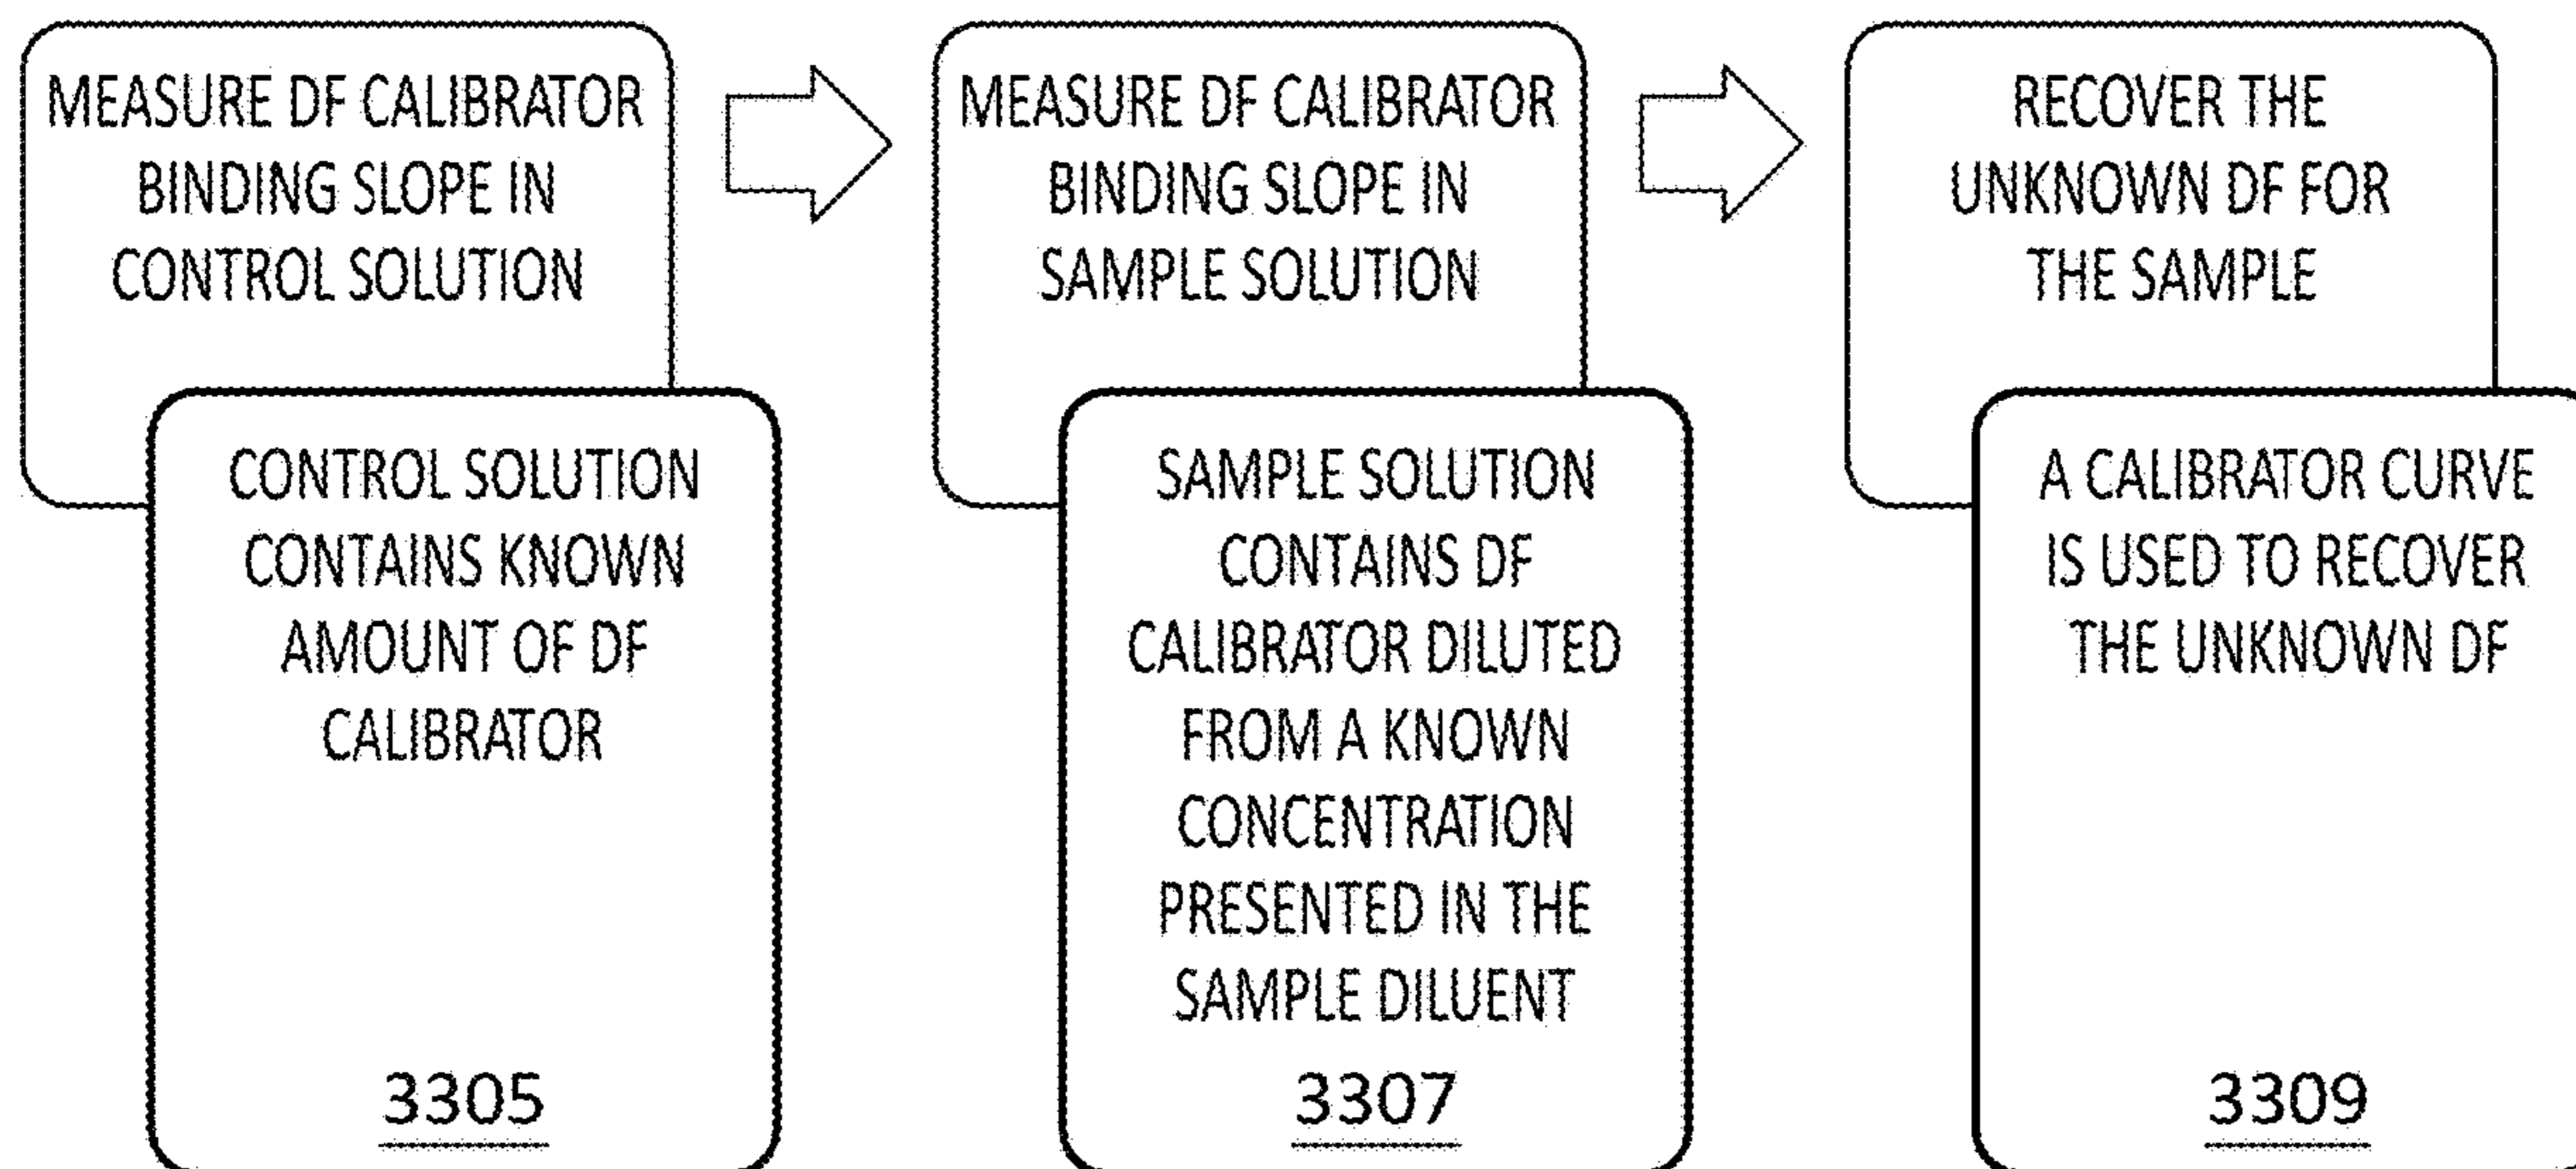 MEASURE DF CALIBRATOR
BINDING SLOPE IN
CONTROL SOLUTION
CONTROL SOLUTION
CONTAINS KNOWN
AMOUNT OF DF
CALIBRATOR
3305
MEASURE DF CALIBRATOR
BINDING SLOPE IN
SAMPLE SOLUTION
SAMPLE SOLUTION
CONTAINS DF
CALIBRATOR DILUTED
FROM A KNOWN
CONCENTRATION
PRESENTED IN THE
SAMPLE DILUENT
3307
RECOVER THE
UNKNOWN DF FOR
THE SAMPLE
A CALIBRATOR CURVE
IS USED TO RECOVER
THE UNKNOWN DF
3309